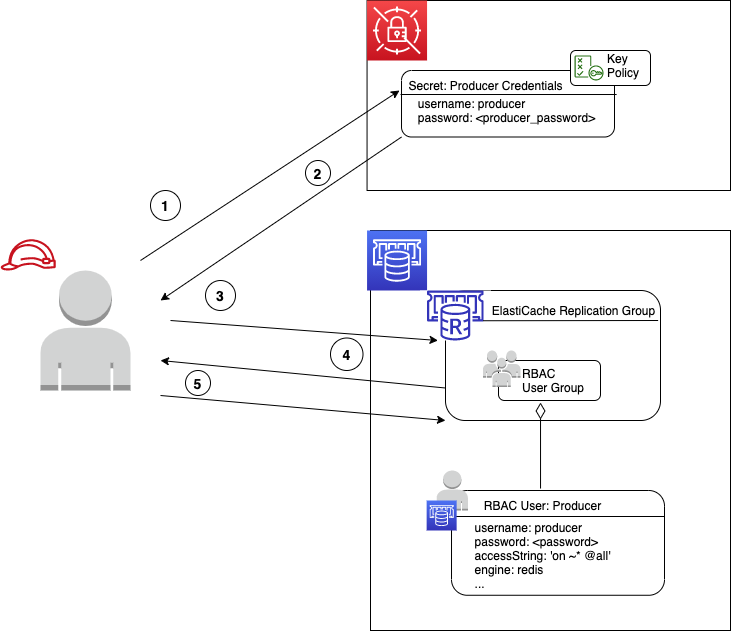 Key
Policy
Secret: Producer Credentials
username: producer
password: <producer_password>
1
2
3
4
5
ElastiCache Replication Group
R
RBAC
User Group
RBAC User: Producer
username: producer
password: <password>
accessString: 'on ~* @all'
engine: redis
...